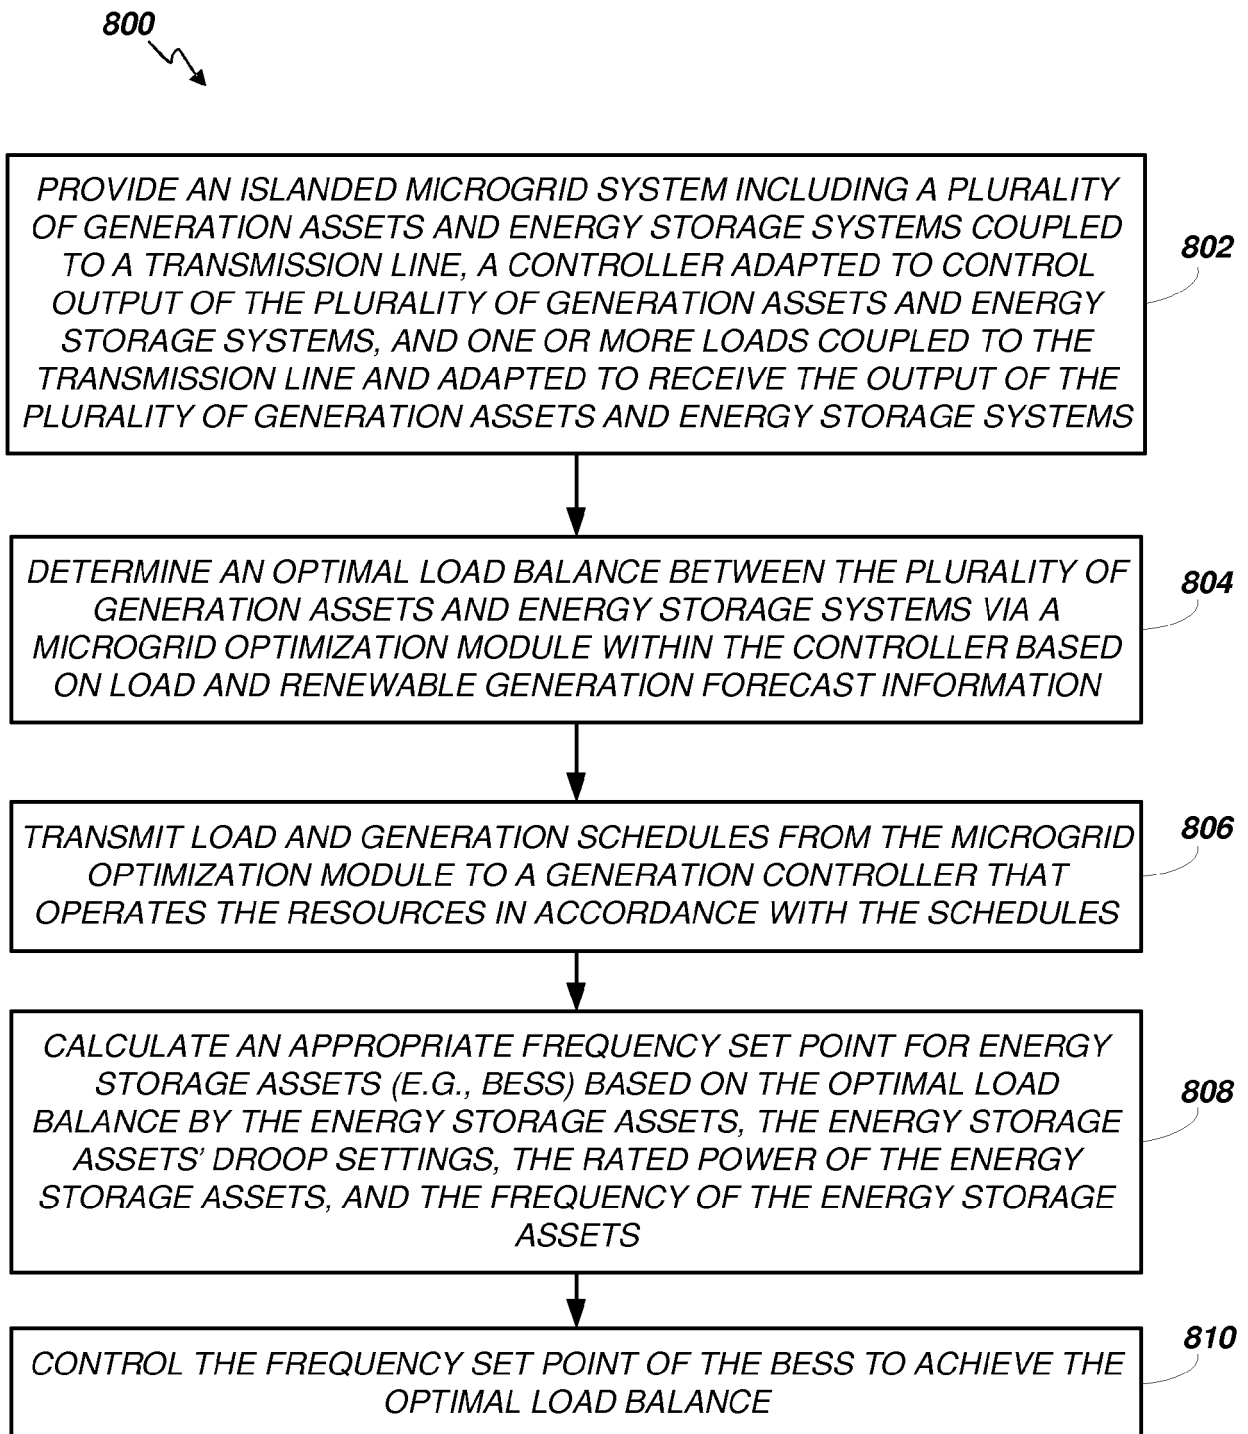 800
PROVIDE AN ISLANDED MICROGRID SYSTEM INCLUDING A PLURALITY
OF GENERATION ASSETS AND ENERGY STORAGE SYSTEMS COUPLED
TO A TRANSMISSION LINE, A CONTROLLER ADAPTED TO CONTROL
OUTPUT OF THE PLURALITY OF GENERATION ASSETS AND ENERGY
STORAGE SYSTEMS, AND ONE OR MORE LOADS COUPLED TO THE
TRANSMISSION LINE AND ADAPTED TO RECEIVE THE OUTPUT OF THE
PLURALITY OF GENERATION ASSETS AND ENERGY STORAGE SYSTEMS
802
DETERMINE AN OPTIMAL LOAD BALANCE BETWEEN THE PLURALITY OF
GENERATION ASSETS AND ENERGY STORAGE SYSTEMS VIA A
MICROGRID OPTIMIZATION MODULE WITHIN THE CONTROLLER BASED
ON LOAD AND RENEWABLE GENERATION FORECAST INFORMATION
804
TRANSMIT LOAD AND GENERATION SCHEDULES FROM THE MICROGRID
OPTIMIZATION MODULE TO A GENERATION CONTROLLER THAT
OPERATES THE RESOURCES IN ACCORDANCE WITH THE SCHEDULES
806
CALCULATE AN APPROPRIATE FREQUENCY SET POINT FOR ENERGY
STORAGE ASSETS (E.G., BESS) BASED ON THE OPTIMAL LOAD
BALANCE BY THE ENERGY STORAGE ASSETS, THE ENERGY STORAGE
ASSETS' DROOP SETTINGS, THE RATED POWER OF THE ENERGY
STORAGE ASSETS, AND THE FREQUENCY OF THE ENERGY STORAGE
ASSETS
808
CONTROL THE FREQUENCY SET POINT OF THE BESS TO ACHIEVE THE
OPTIMAL LOAD BALANCE
810